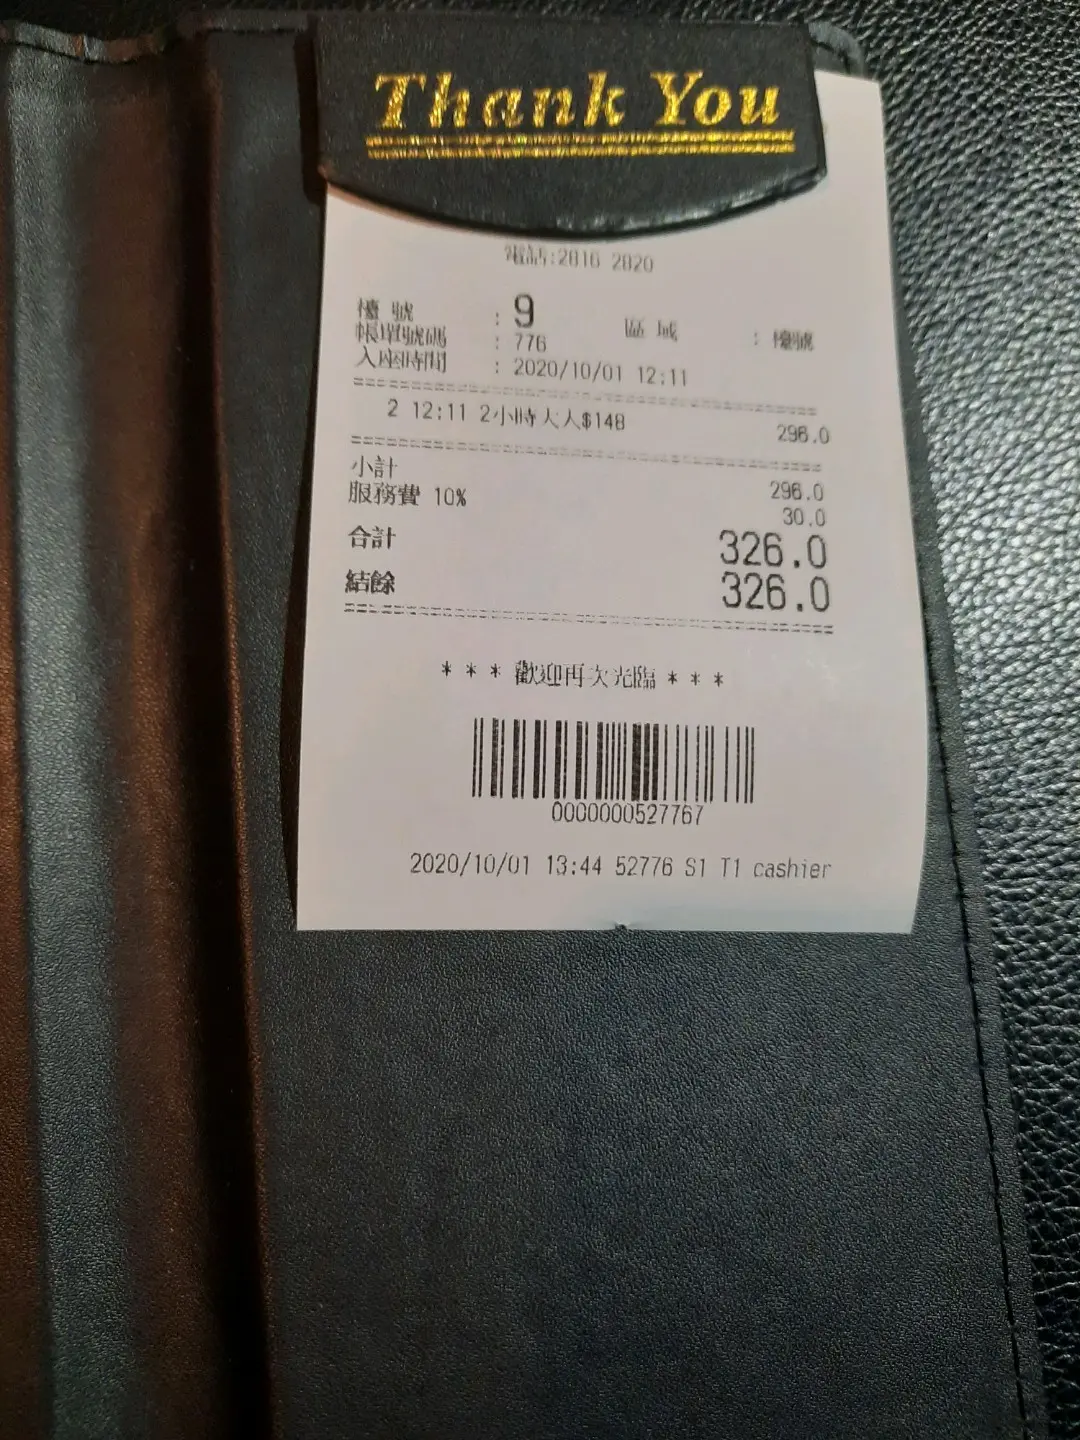 Thank You
電話:2816 2820
檯 號 : 9 區 域 : 檯號
帳單號碼 : 776
入座時間 : 2020/10/01 12:11
2 12:11 2小時大人$148 296.0
小計 296.0
服務費 10% 30.0
合計 326.0
結餘 326.0
* * * 歡迎再次光臨 * * *
0000000527767
2020/10/01 13:44 52776 S1 T1 cashier